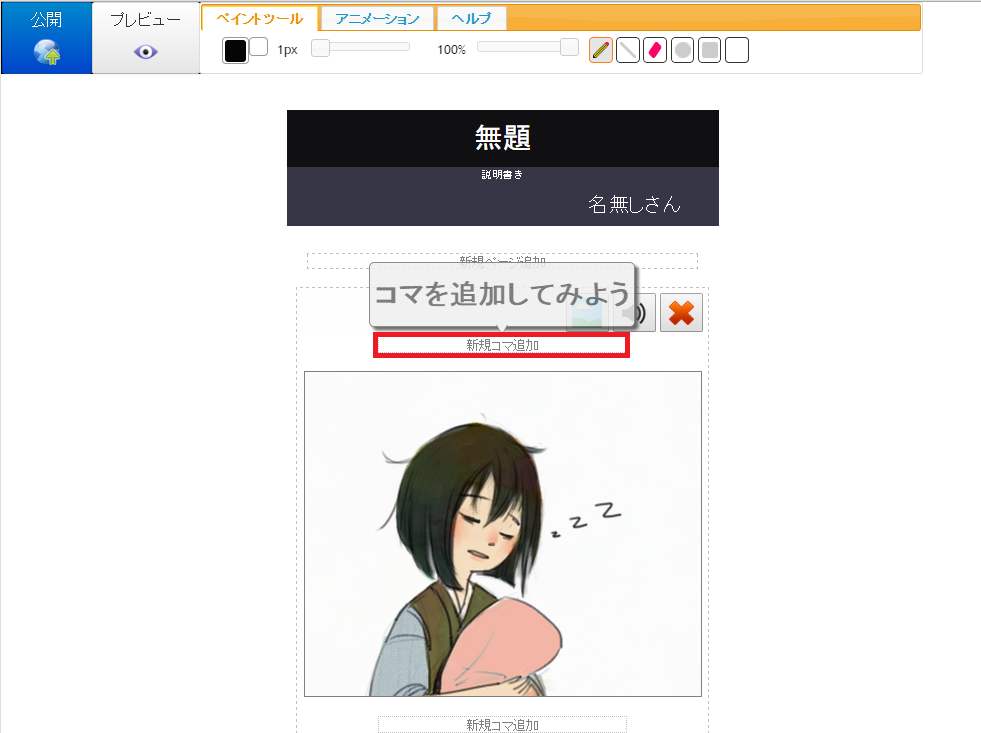 公開
プレビュー
ペイントツール
アニメーション
ヘルプ
1px
100%
無題
説明書き
名無しさん
新規ページ追加
コマを追加してみよう
新規コマ追加
z z z
新規コマ追加